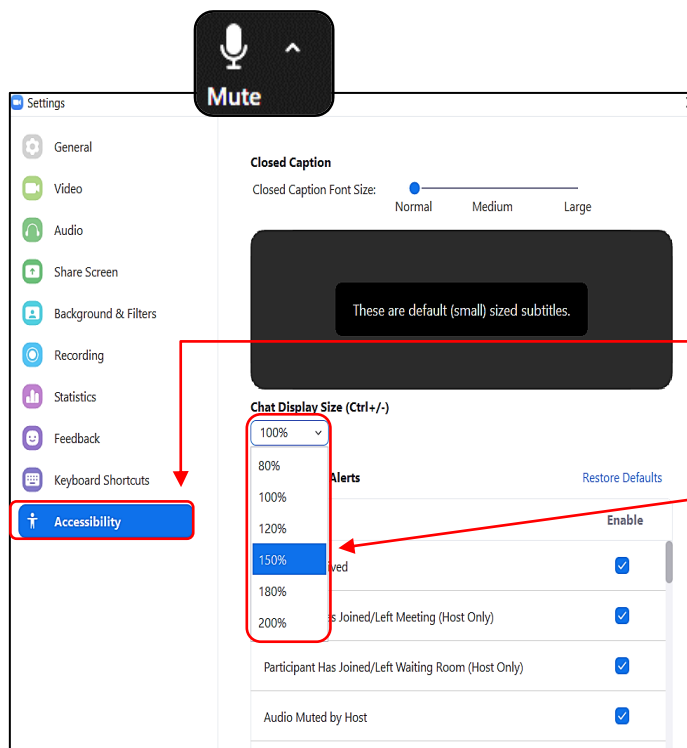 Mute
Settings
General
Video
Audio
Share Screen
Background & Filters
Recording
Statistics
Feedback
Keyboard Shortcuts
Accessibility
Closed Caption
Closed Caption Font Size:
Normal Medium Large
These are default (small) sized subtitles.
Chat Display Size (Ctrl+/-)
100%
80%
100%
120%
150%
180%
200%
Alerts Restore Defaults
Enable
ived
s Joined/Left Meeting (Host Only)
Participant Has Joined/Left Waiting Room (Host Only)
Audio Muted by Host